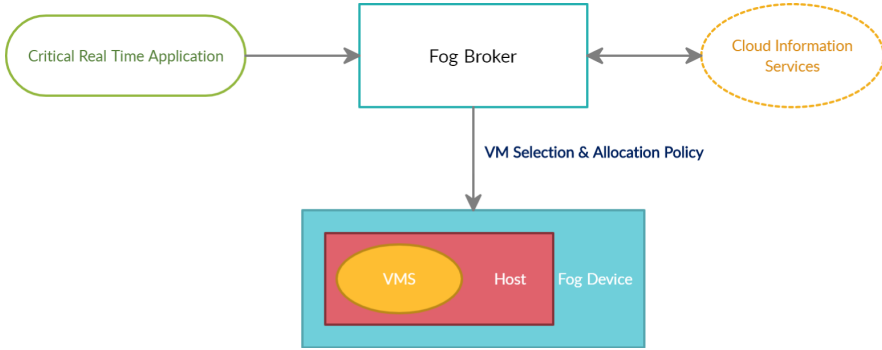 Critical Real Time Application
Fog Broker
Cloud Information
Services
VM Selection & Allocation Policy
VMS
Host
Fog Device